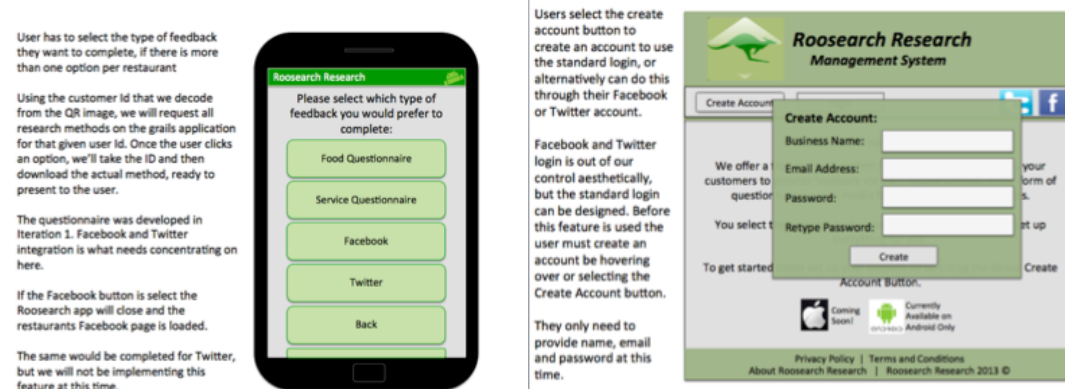 User has to select the type of feedback
they want to complete, if there is more
than one option per restaurant
Using the customer Id that we decode
from the QR image, we will request all
research methods on the grails application
for that given user Id. Once the user clicks
an option, we'll take the ID and then
download the actual method, ready to
present to the user.
The questionnaire was developed in
Iteration 1. Facebook and Twitter
integration is what needs concentrating on
here.
If the Facebook button is select the
Roosearch app will close and the
restaurants Facebook page is loaded.
The same would be completed for Twitter,
but we will not be implementing this
feature at this time.
Roosearch Research
Please select which type of
feedback you would prefer to
complete:
Food Questionnaire
Service Questionnaire
Facebook
Twitter
Back
Users select the create
account button to
create an account to use
the standard login, or
alternatively can do this
through their Facebook
or Twitter account.
Facebook and Twitter
login is out of our
control aesthetically,
but the standard login
can be designed. Before
this feature is used the
user must create an
account be hovering
over or selecting the
Create Account button.
They only need to
provide name, email
and password at this
time.
Roosearch Research
Management System
Create Account
Create Account:
Business Name:
Email Address:
Password:
Retype Password:
Create
We offer a your
customers to form of
question
You select t et up
To get started Create
Account Button.
Coming
Soon!
Currently
Available on
Android Only
Privacy Policy | Terms and Conditions
About Roosearch Research | Roosearch Research 2013 ©